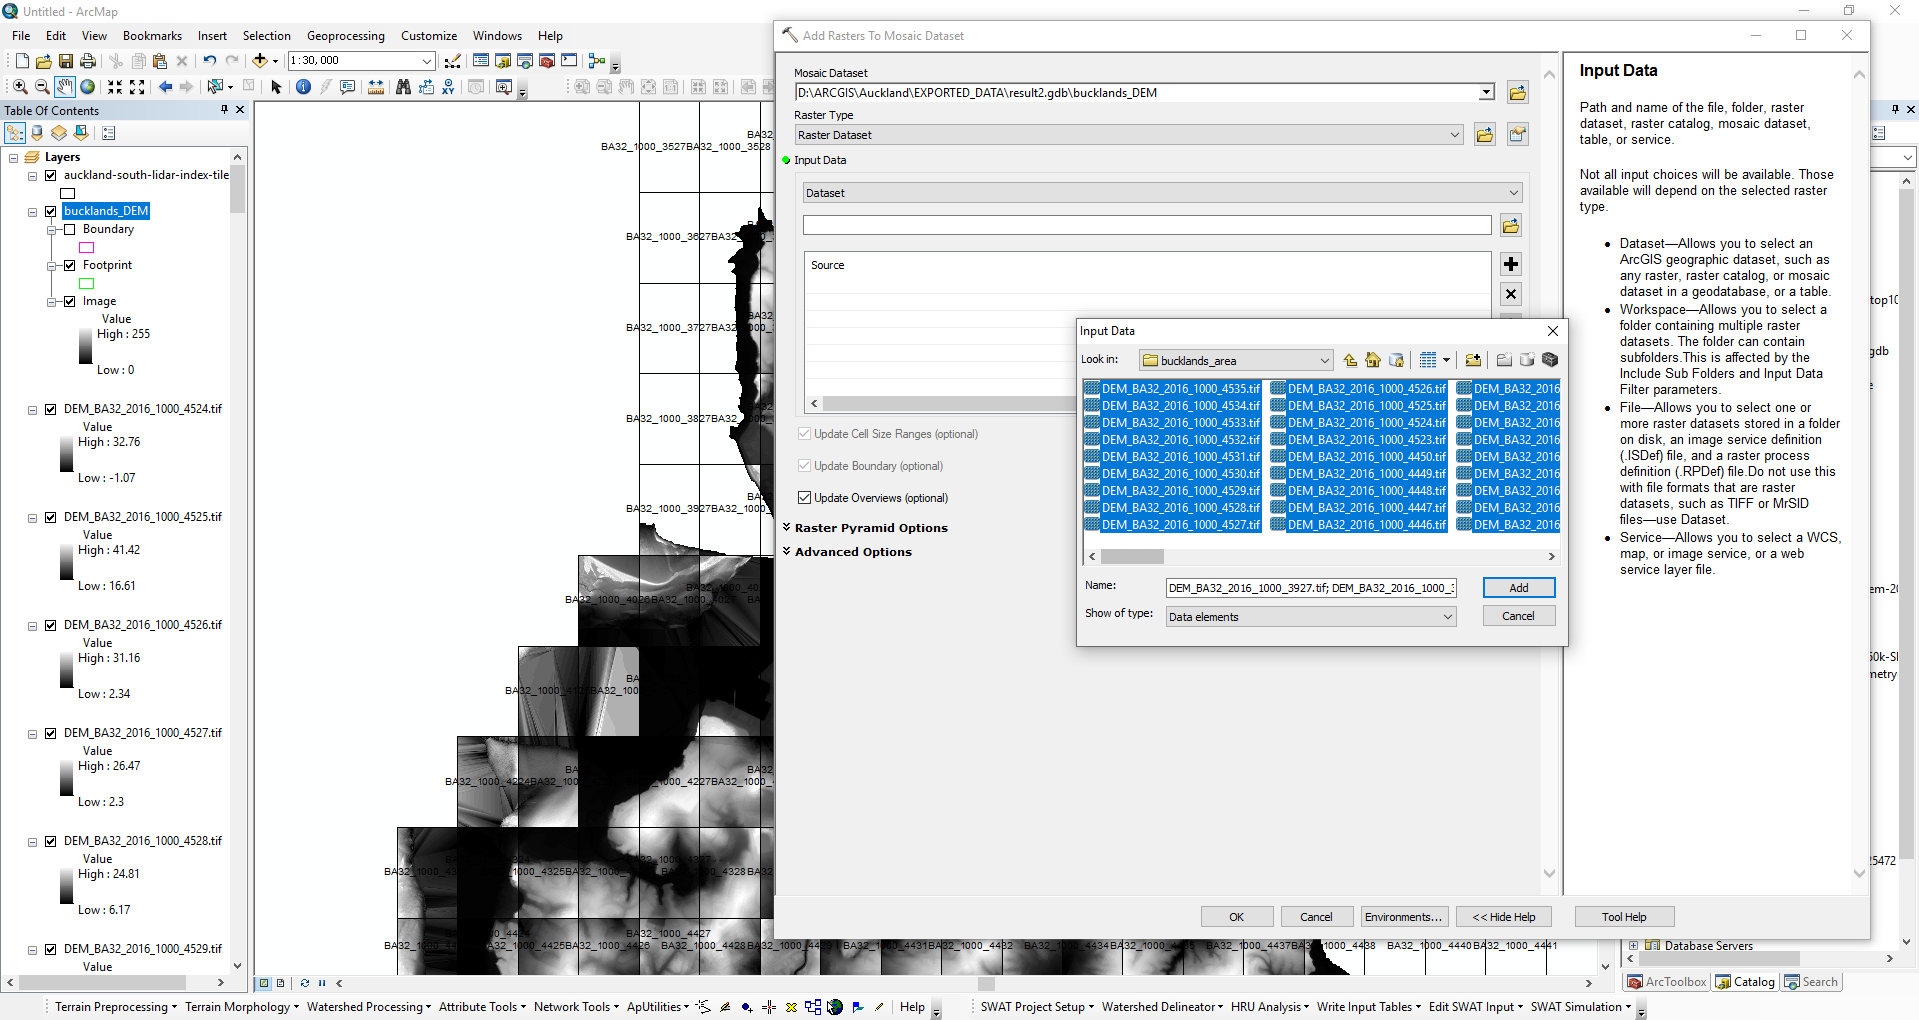 Untitled - ArcMap
File Edit View Bookmarks Insert Selection Geoprocessing Customize Windows Help
1:30,000
Table Of Contents
Layers
auckland-south-lidar-index-tile
bucklands_DEM
Boundary
Footprint
Image
Value
High : 255
Low : 0
DEM_BA32_2016_1000_4524.tif
Value
High : 32.76
Low : -1.07
DEM_BA32_2016_1000_4525.tif
Value
High : 41.42
Low : 16.61
DEM_BA32_2016_1000_4526.tif
Value
High : 31.16
Low : 2.34
DEM_BA32_2016_1000_4527.tif
Value
High : 26.47
Low : 2.3
DEM_BA32_2016_1000_4528.tif
Value
High : 24.81
Low : 6.17
DEM_BA32_2016_1000_4529.tif
Value
BA32
BA32_1000_3527BA32_1000_3528
BA32_1000_3627BA32_1000
BA32
BA32_1000_3727BA32_1000
BA32_1000_3827BA32_1000
BA32
BA32_1000_3927BA32_1000
BA32_1000_4026BA32_1000_4027
BA32
BA32_1000
BA32_1000_4227BA32_1000
BA32_1000_4325BA32_1000
BA32_1000_4328
BA32_1000_4427
BA32_1000_4428
BA32_1000_4440BA32_1000_4441
Add Rasters To Mosaic Dataset
Mosaic Dataset
D:\ARCGIS\Auckland\EXPORTED_DATA\result2.gdb\bucklands_DEM
Raster Type
Raster Dataset
Input Data
Dataset
Source
Update Cell Size Ranges (optional)
Update Boundary (optional)
Update Overviews (optional)
Raster Pyramid Options
Advanced Options
OK Cancel Environments... << Hide Help Tool Help
Input Data
Look in: bucklands_area
DEM_BA32_2016_1000_4535.tif DEM_BA32_2016_1000_4526.tif DEM_BA32_2016
DEM_BA32_2016_1000_4534.tif DEM_BA32_2016_1000_4525.tif DEM_BA32_2016
DEM_BA32_2016_1000_4533.tif DEM_BA32_2016_1000_4524.tif DEM_BA32_2016
DEM_BA32_2016_1000_4532.tif DEM_BA32_2016_1000_4523.tif DEM_BA32_2016
DEM_BA32_2016_1000_4531.tif DEM_BA32_2016_1000_4450.tif DEM_BA32_2016
DEM_BA32_2016_1000_4530.tif DEM_BA32_2016_1000_4449.tif DEM_BA32_2016
DEM_BA32_2016_1000_4529.tif DEM_BA32_2016_1000_4448.tif DEM_BA32_2016
DEM_BA32_2016_1000_4528.tif DEM_BA32_2016_1000_4447.tif DEM_BA32_2016
DEM_BA32_2016_1000_4527.tif DEM_BA32_2016_1000_4446.tif DEM_BA32_2016
Name: DEM_BA32_2016_1000_3927.tif; DEM_BA32_2016_1000_3
Add
Show of type: Data elements
Cancel
Input Data
Path and name of the file, folder, raster
dataset, raster catalog, mosaic dataset,
table, or service.
Not all input choices will be available. Those
available will depend on the selected raster
type.
• Dataset—Allows you to select an
ArcGIS geographic dataset, such as
any raster, raster catalog, or mosaic
dataset in a geodatabase, or a table.
• Workspace—Allows you to select a
folder containing multiple raster
datasets. The folder can contain
subfolders.This is affected by the
Include Sub Folders and Input Data
Filter parameters.
• File—Allows you to select one or
more raster datasets stored in a folder
on disk, an image service definition
(.ISDef) file, and a raster process
definition (.RPDef) file.Do not use this
with file formats that are raster
datasets, such as TIFF or MrSID
files—use Dataset.
• Service—Allows you to select a WCS,
map, or image service, or a web
service layer file.
top10
gdb
em-20
50k-SI
metry
25472
Database Servers
ArcToolbox Catalog Search
Terrain Preprocessing Terrain Morphology Watershed Processing Attribute Tools Network Tools ApUtilities Help
SWAT Project Setup Watershed Delineator HRU Analysis Write Input Tables Edit SWAT Input SWAT Simulation